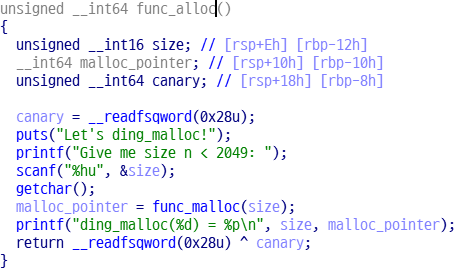 unsigned __int64 func_alloc()
{
unsigned __int16 size; // [rsp+Eh] [rbp-12h]
__int64 malloc_pointer; // [rsp+10h] [rbp-10h]
unsigned __int64 canary; // [rsp+18h] [rbp-8h]
canary = __readfsqword(0x28u);
puts("Let's ding_malloc!");
printf("Give me size n < 2049: ");
scanf("%hu", &size);
getchar();
malloc_pointer = func_malloc(size);
printf("ding_malloc(%d) = %p\n", size, malloc_pointer);
return __readfsqword(0x28u) ^ canary;
}